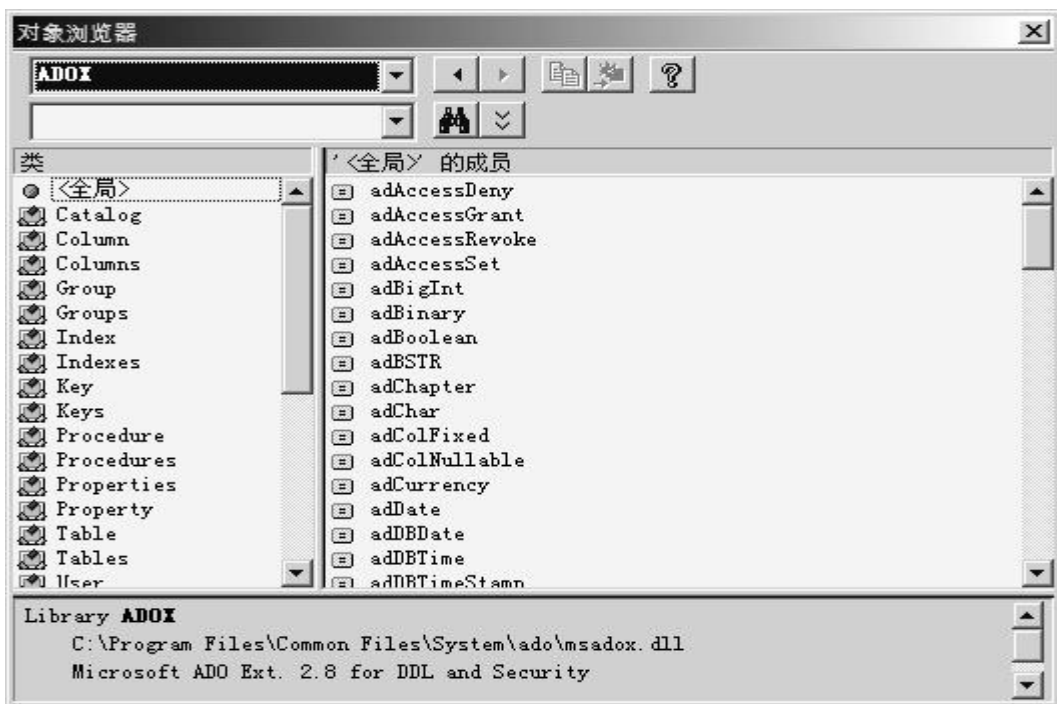 对象浏览器
ADOX
类
<全局>
Catalog
Column
Columns
Group
Groups
Index
Indexes
Key
Keys
Procedure
Procedures
Properties
Property
Table
Tables
User
'<全局>' 的成员
adAccessDeny
adAccessGrant
adAccessRevoke
adAccessSet
adBigInt
adBinary
adBoolean
adBSTR
adChapter
adChar
adColFixed
adColNullable
adCurrency
adDate
adDBDate
adDBTime
adDBTimeStamp
Library ADOX
C:\Program Files\Common Files\System\ado\msadox.dll
Microsoft ADO Ext. 2.8 for DDL and Security